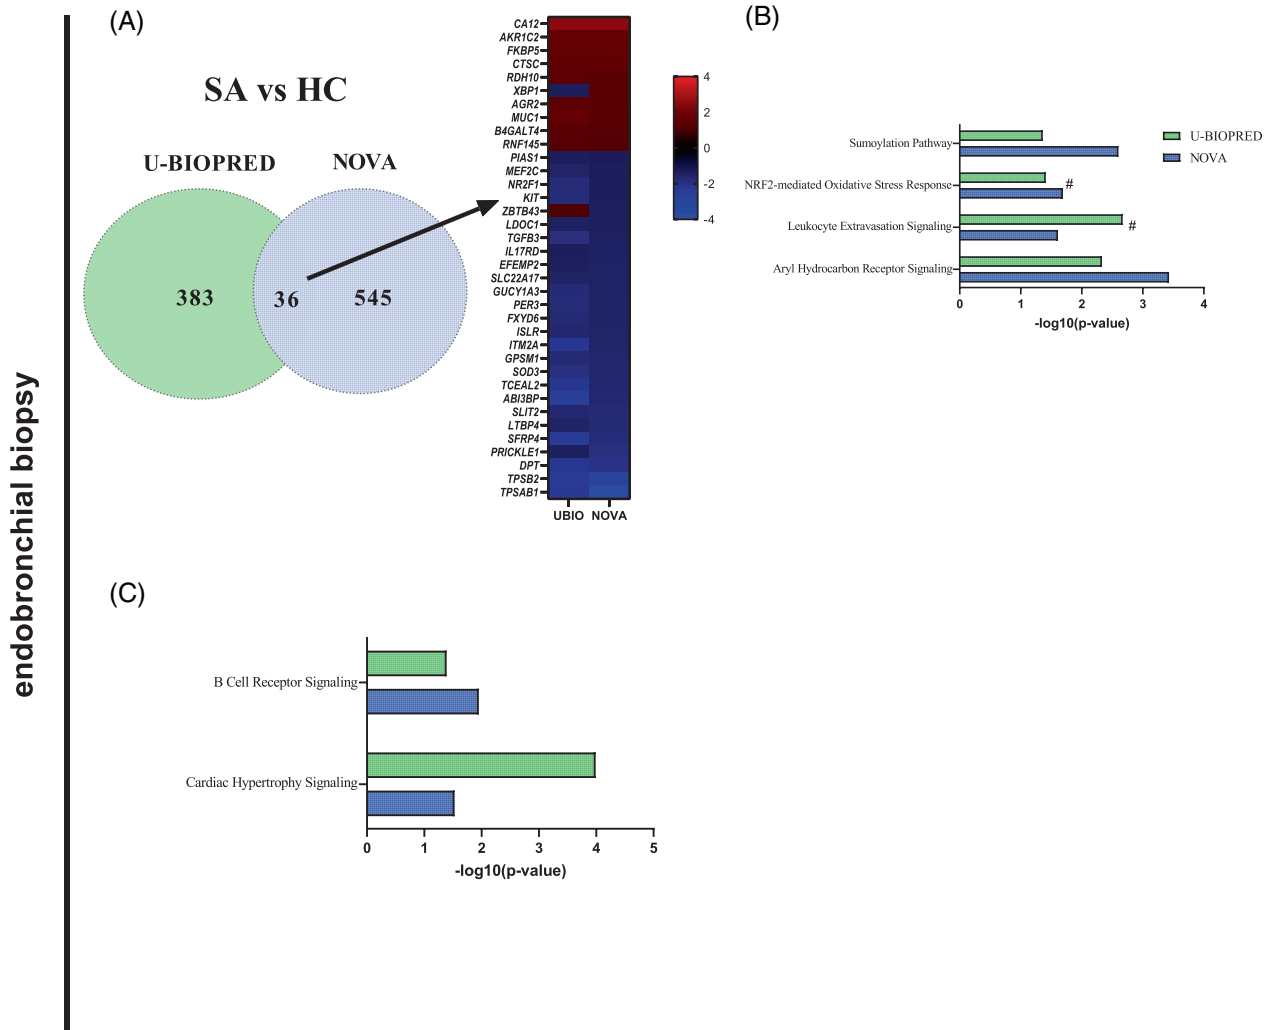 endobronchial biopsy
(A)
SA vs HC
U-BIOPRED
NOVA
383
36
545
CA12
AKR1C2
FKBP5
CTSC
RDH10
XBP1
AGR2
MUC1
B4GALT4
RNF145
PIAS1
MEF2C
NR2F1
KIT
ZBTB43
LDOC1
TGFB3
IL17RD
EFEMP2
SLC22A17
GUCY1A3
PER3
FXYD6
ISLR
ITM2A
GPSM1
SOD3
TCEAL2
ABI3BP
SLIT2
LTBP4
SFRP4
PRICKLE1
DPT
TPSB2
TPSAB1
UBIO NOVA
4
2
0
-2
-4
(B)
Sumoylation Pathway
NRF2-mediated Oxidative Stress Response
#
Leukocyte Extravasation Signaling
#
Aryl Hydrocarbon Receptor Signaling
0 1 2 3 4
-log10(p-value)
U-BIOPRED
NOVA
(C)
B Cell Receptor Signaling
Cardiac Hypertrophy Signaling
0 1 2 3 4 5
-log10(p-value)